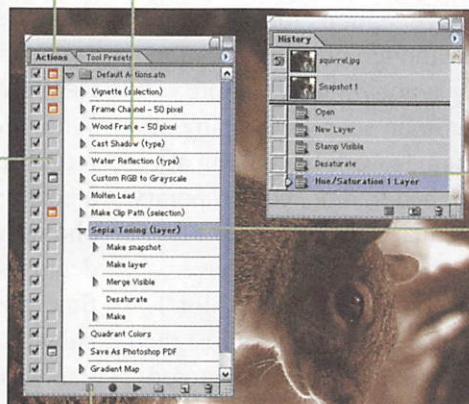 Actions
Tool Presets
Default Actions.atn
Vignette (selection)
Frame Channel - 50 pixel
Wood Frame - 50 pixel
Cast Shadow (type)
Water Reflection (type)
Custom RGB to Grayscale
Molten Lead
Make Clip Path (selection)
Sepia Toning (layer)
Make snapshot
Make layer
Merge Visible
Desaturate
Make
Quadrant Colors
Save As Photoshop PDF
Gradient Map
History
squirrel.jpg
Snapshot 1
Open
New Layer
Stamp Visible
Desaturate
Hue/Saturation 1 Layer